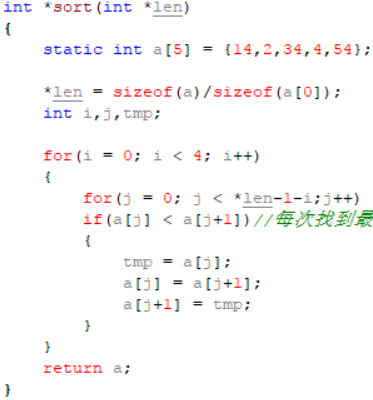 int *sort(int *len)
{
    static int a[5] = {14,2,34,4,54};
    *len = sizeof(a)/sizeof(a[0]);
    int i,j,tmp;
    for(i = 0; i < 4; i++)
    {
        for(j = 0; j < *len-1-i;j++)
        if(a[j] < a[j+1])//每次找到最
        {
            tmp = a[j];
            a[j] = a[j+1];
            a[j+1] = tmp;
        }
    }
    return a;
}